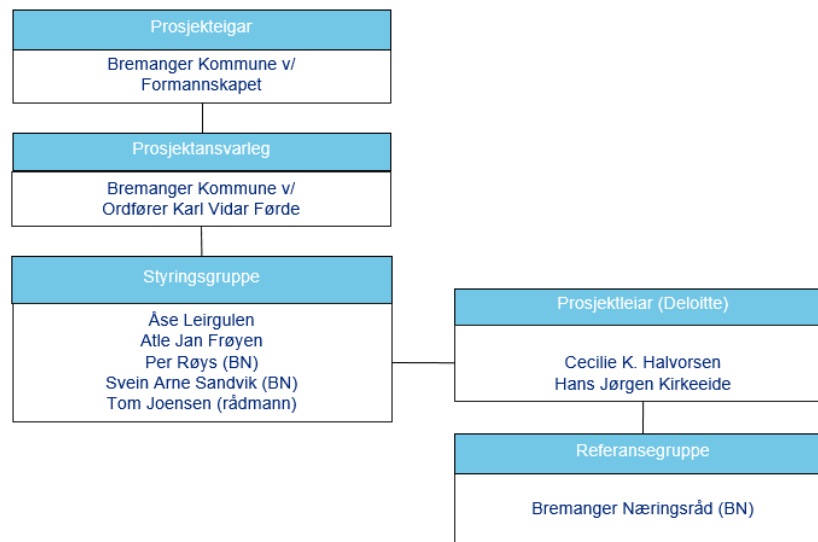 Prosjekteigar
Bremanger Kommune v/
Formannskapet
Prosjektansvarleg
Bremanger Kommune v/
Ordfører Karl Vidar Førde
Styringsgruppe
Åse Leirgulen
Atle Jan Frøyen
Per Røys (BN)
Svein Arne Sandvik (BN)
Tom Joensen (rådmann)
Prosjektleiar (Deloitte)
Cecilie K. Halvorsen
Hans Jørgen Kirkeeide
Referansegruppe
Bremanger Næringsråd (BN)